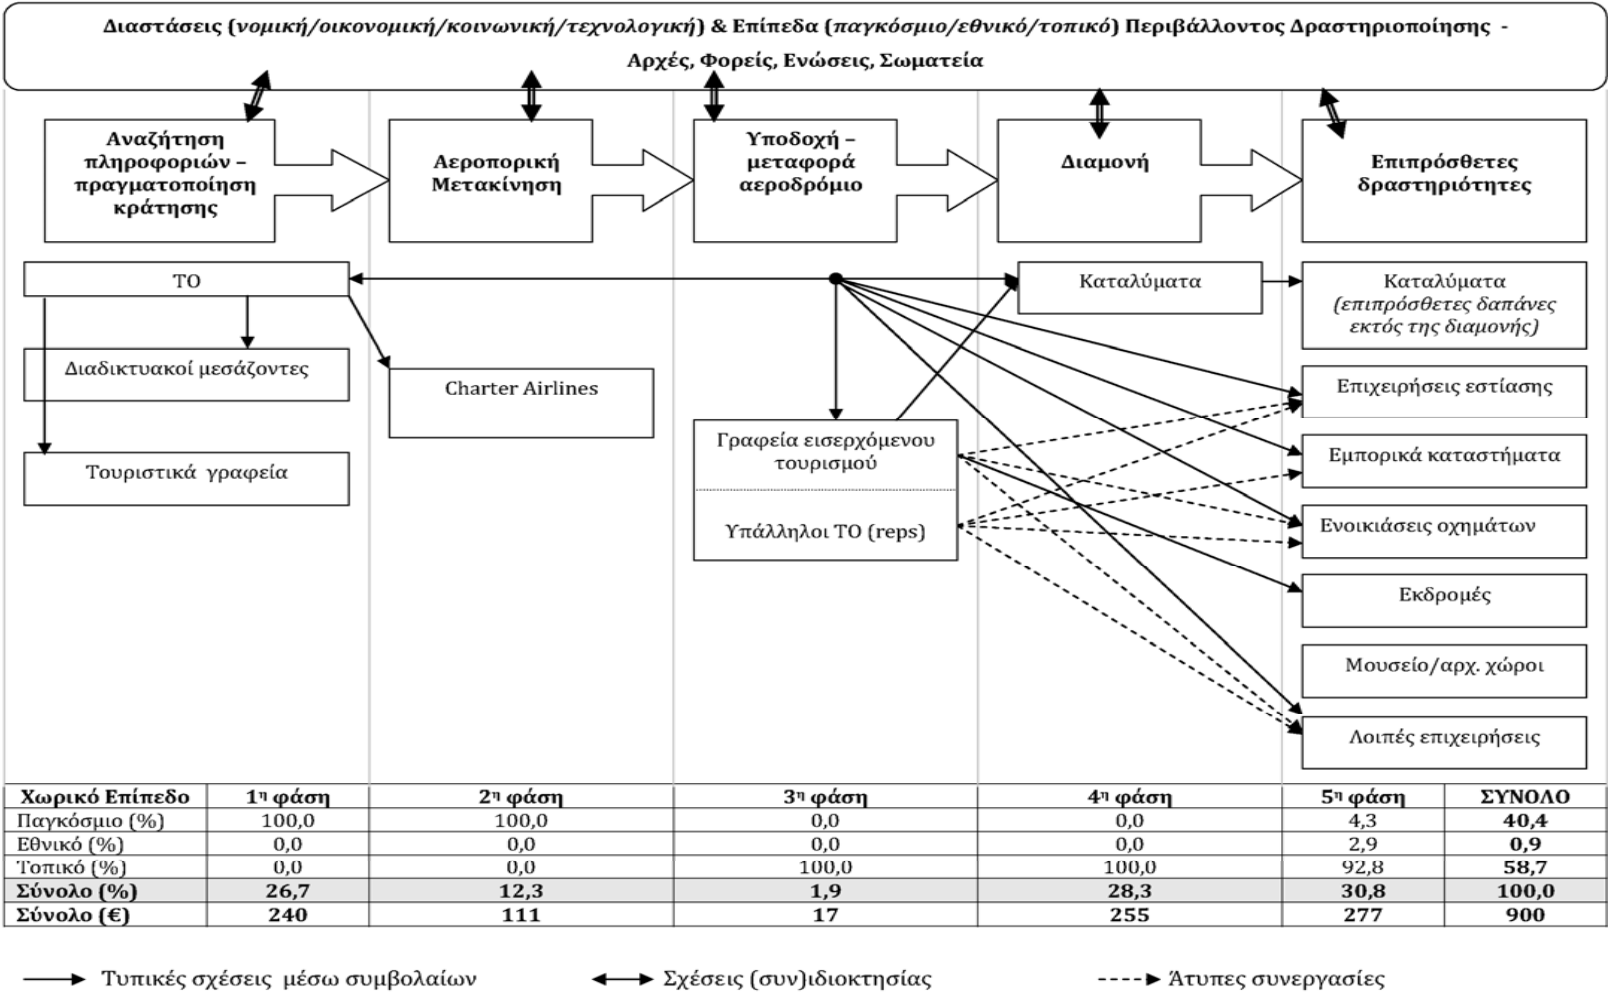 Διαστάσεις (νομική/οικονομική/κοινωνική/τεχνολογική) & Επίπεδα (παγκόσμιο/εθνικό/τοπικό) Περιβάλλοντος Δραστηριοποίησης -
Αρχές, Φορείς, Ενώσεις, Σωματεία
Αναζήτηση
πληροφοριών –
πραγματοποίηση
κράτησης
Αεροπορική
Μετακίνηση
Υποδοχή –
μεταφορά
αεροδρόμιο
Διαμονή
Επιπρόσθετες
δραστηριότητες
ΤΟ
Διαδικτυακοί μεσάζοντες
Τουριστικά γραφεία
Charter Airlines
Γραφεία εισερχόμενου
τουρισμού
Υπάλληλοι ΤΟ (reps)
Καταλύματα
Καταλύματα
(επιπρόσθετες δαπάνες
εκτός της διαμονής)
Επιχειρήσεις εστίασης
Εμπορικά καταστήματα
Ενοικιάσεις οχημάτων
Εκδρομές
Μουσείο/αρχ. χώροι
Λοιπές επιχειρήσεις
Χωρικό Επίπεδο 1η φάση 2η φάση 3η φάση 4η φάση 5η φάση ΣΥΝΟΛΟ
Παγκόσμιο (%) 100,0 100,0 0,0 0,0 4,3 40,4
Εθνικό (%) 0,0 0,0 0,0 0,0 2,9 0,9
Τοπικό (%) 0,0 0,0 100,0 100,0 92,8 58,7
Σύνολο (%) 26,7 12,3 1,9 28,3 30,8 100,0
Σύνολο (€) 240 111 17 255 277 900
Τυπικές σχέσεις μέσω συμβολαίων Σχέσεις (συν)ιδιοκτησίας Άτυπες συνεργασίες